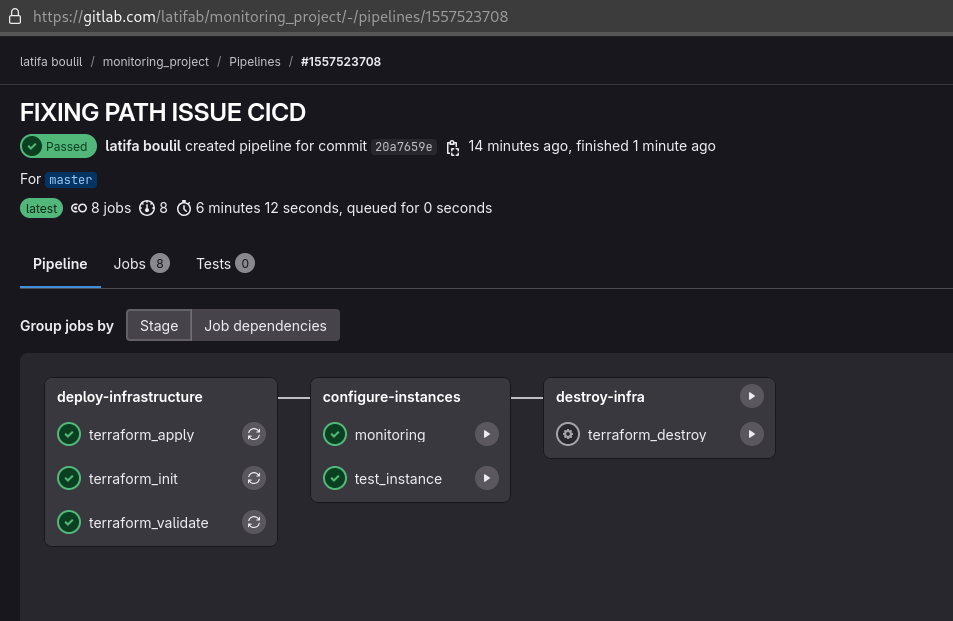 https://gitlab.com/latifab/monitoring_project/-/pipelines/1557523708
latifa boulil / monitoring_project / Pipelines / #1557523708
FIXING PATH ISSUE CICD
Passed latifa boulil created pipeline for commit 20a7659e 14 minutes ago, finished 1 minute ago
For master
latest 8 jobs 8 6 minutes 12 seconds, queued for 0 seconds
Pipeline Jobs 8 Tests 0
Group jobs by Stage Job dependencies
deploy-infrastructure
terraform_apply
terraform_init
terraform_validate
configure-instances
monitoring
test_instance
destroy-infra
terraform_destroy